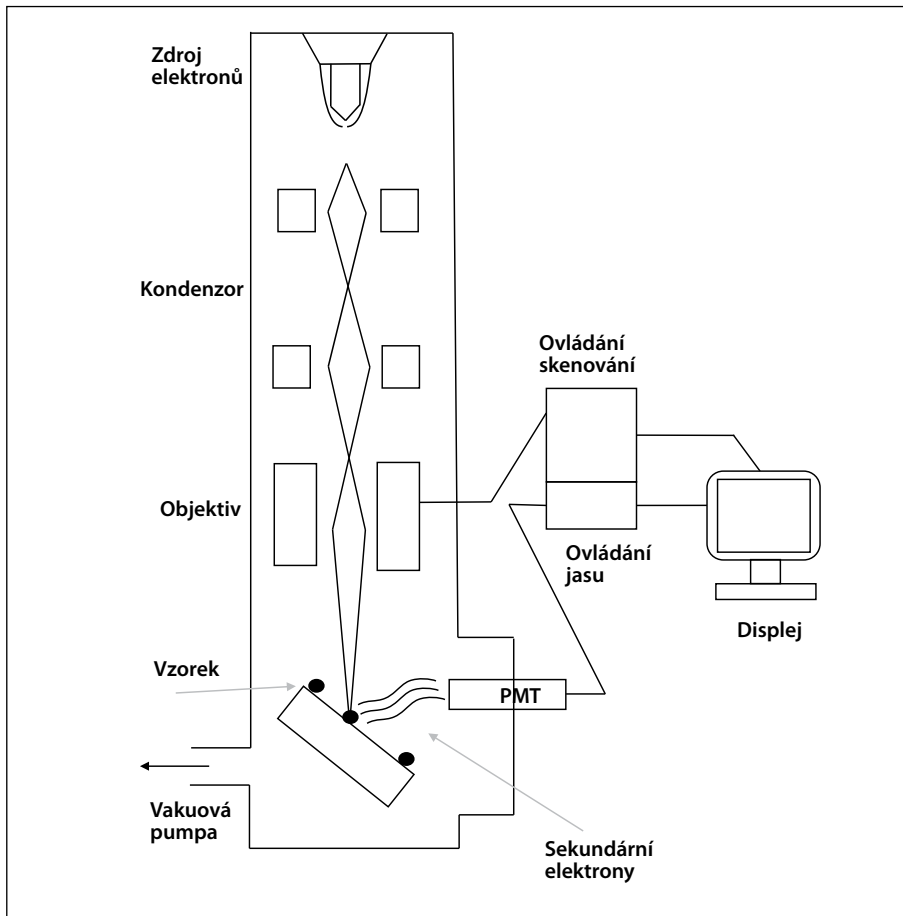 Zdroj
elektronů
Kondenzor
Ovládání
skenování
Objektiv
Ovládání
jasu
Displej
Vzorek
PMT
Vakuová
pumpa
Sekundární
elektrony